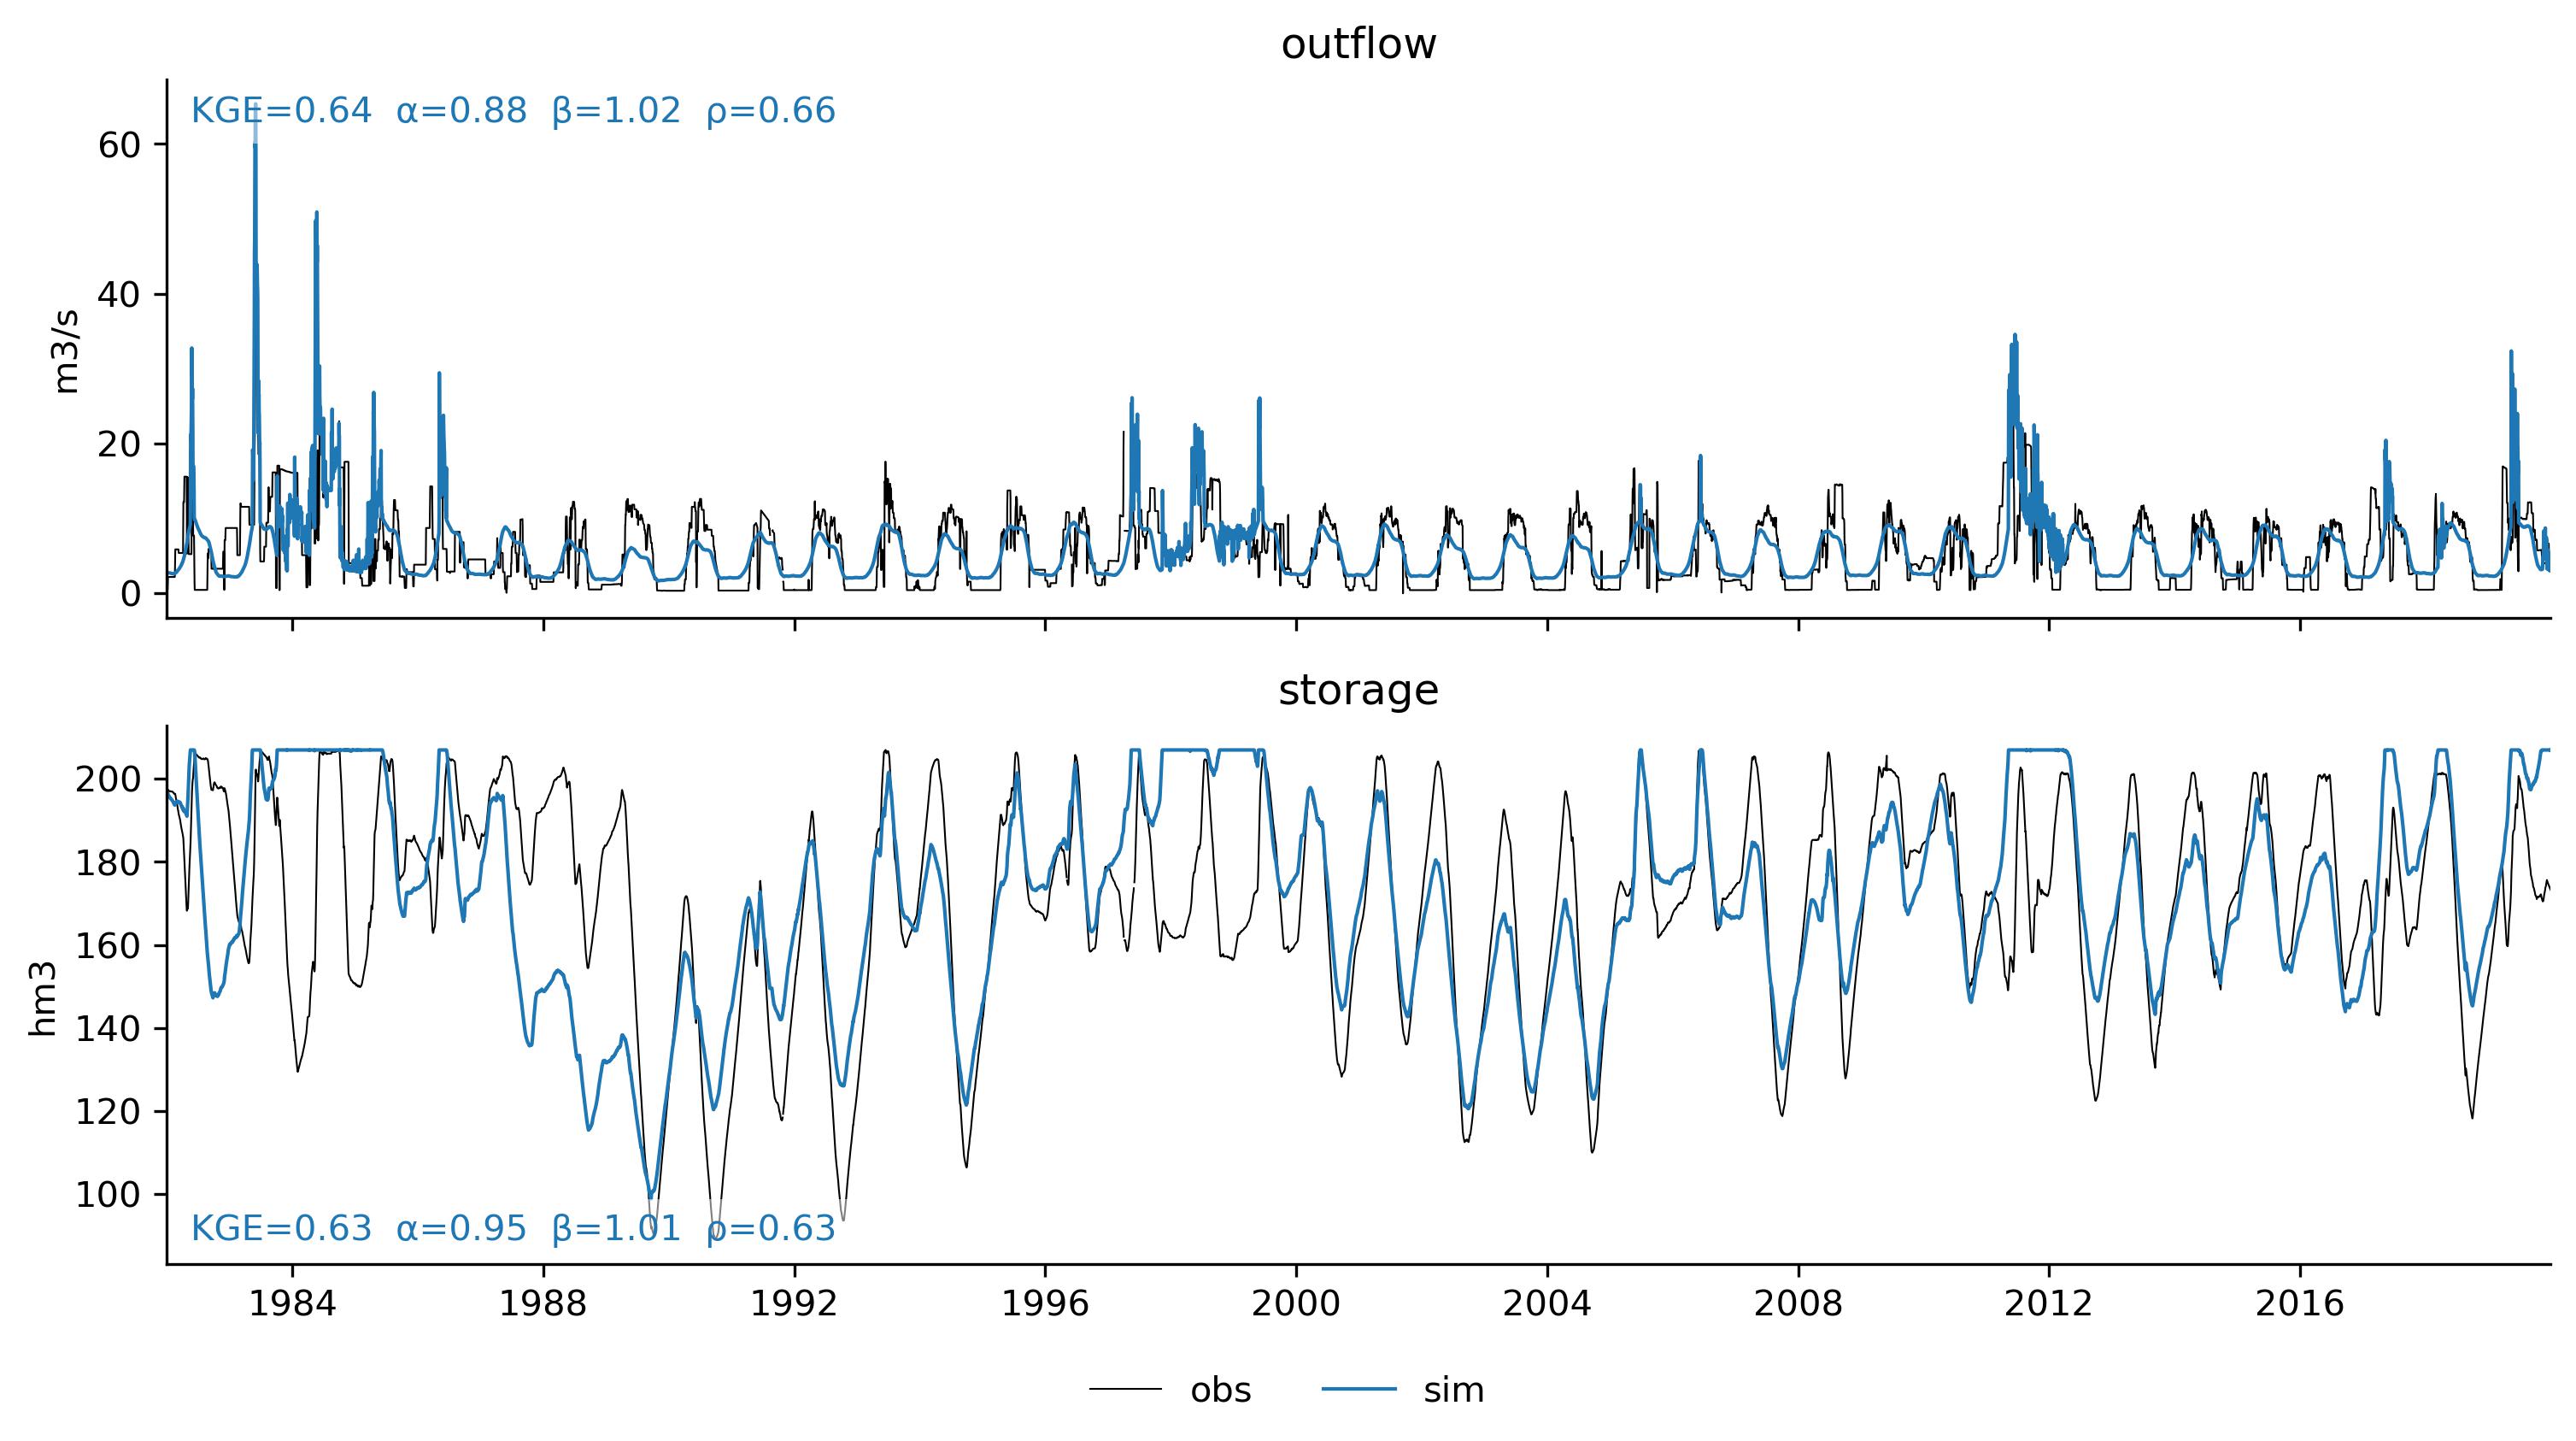 outflow
KGE=0.64 α=0.88 β=1.02 ρ=0.66
60
40
20
0
m3/s
storage
200
180
160
140
120
100
hm3
KGE=0.63 α=0.95 β=1.01 ρ=0.63
1984 1988 1992 1996 2000 2004 2008 2012 2016
obs sim